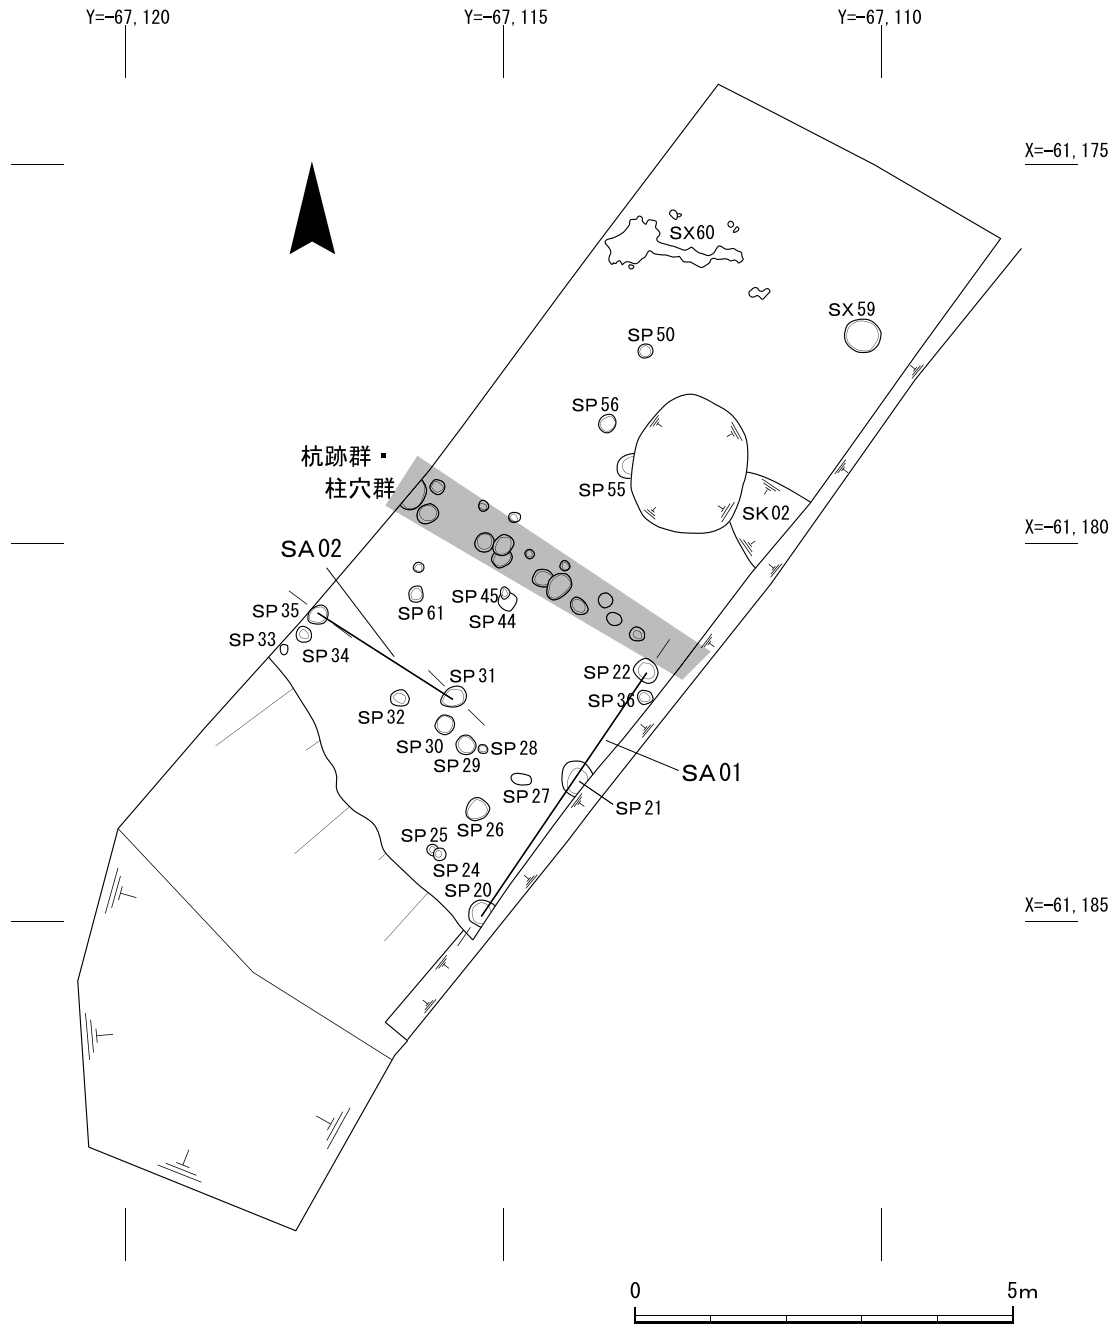 Y=-67,120
Y=-67,115
Y=-67,110
X=-61,175
SX60
SX59
SP50
SP56
杭跡群・
柱穴群
SP55
SK02
X=-61,180
SA02
SP45
SP35
SP61
SP44
SP33
SP34
SP31
SP22
SP36
SP32
SP30
SP28
SP29
SA01
SP27
SP21
SP26
SP25
SP24
SP20
X=-61,185
0
5m